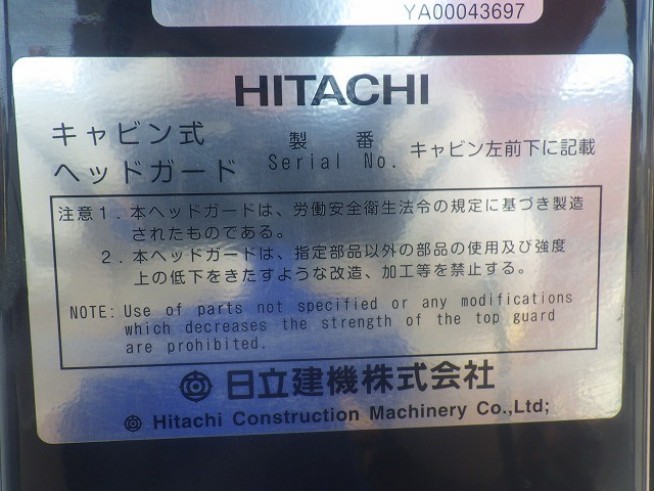 YA00043697
HITACHI
キャビン式 製番 キャビン左前下に記載
ヘッドガード Serial No.
注意1．本ヘッドガードは、労働安全衛生法令の規定に基づき製造
されたものである。
2．本ヘッドガードは、指定部品以外の部品の使用及び強度
上の低下をきたすような改造、加工等を禁止する。
NOTE: Use of parts not specified or any modifications
which decreases the strength of the top guard
are prohibited.
日立建機株式会社
Hitachi Construction Machinery Co.,Ltd;